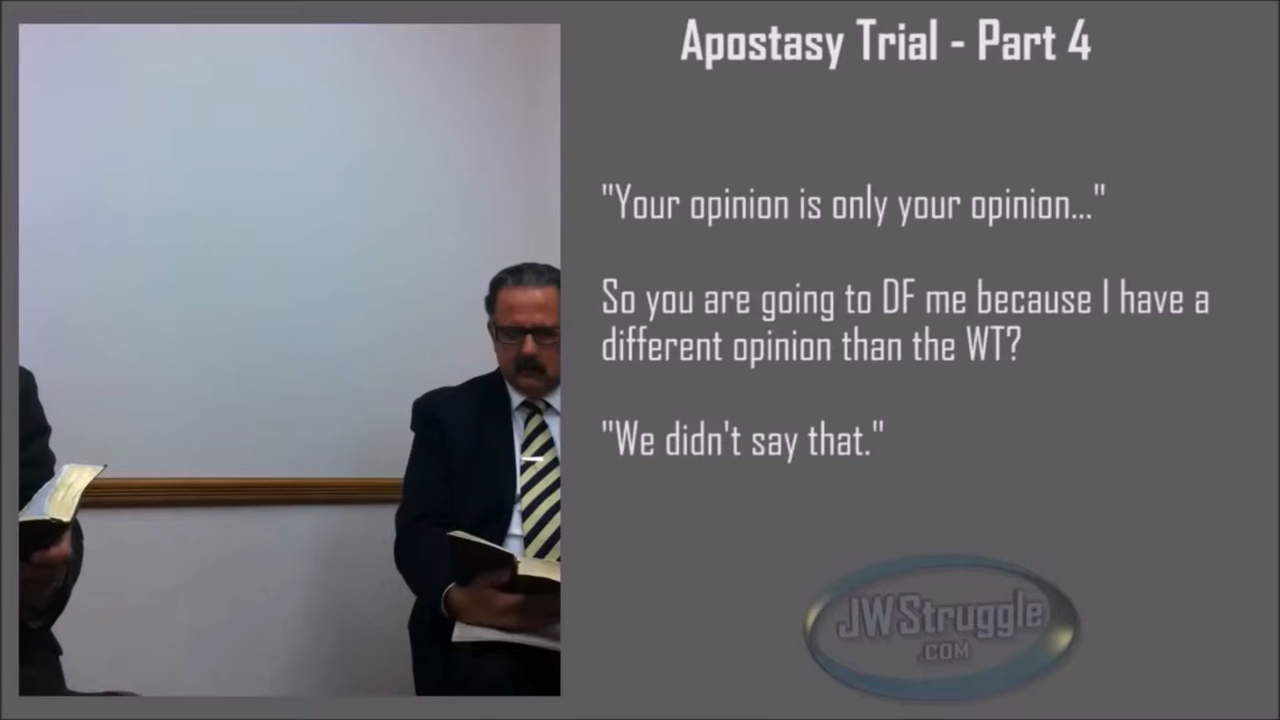 Apostasy Trial - Part 4
"Your opinion is only your opinion..."
So you are going to DF me because I have a
different opinion than the WT?
"We didn't say that."
JWStruggle
.COM